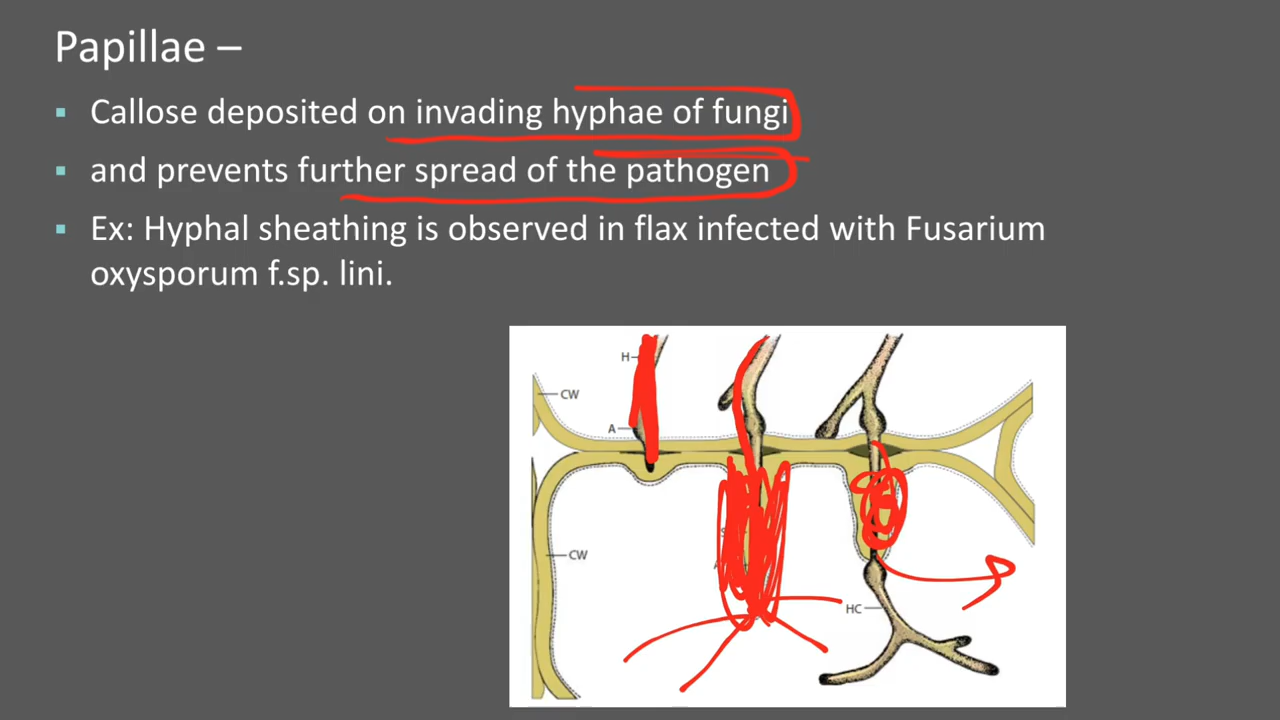 Papillae –
▪ Callose deposited on invading hyphae of fungi
▪ and prevents further spread of the pathogen
▪ Ex: Hyphal sheathing is observed in flax infected with Fusarium
oxysporum f.sp. lini.
H
CW
A
CW
HC